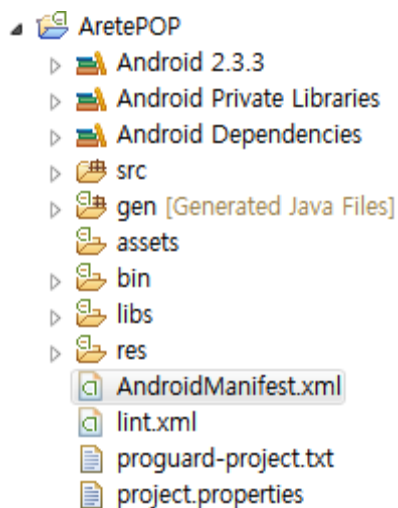 AretePOP
Android 2.3.3
Android Private Libraries
Android Dependencies
src
gen [Generated Java Files]
assets
bin
libs
res
AndroidManifest.xml
lint.xml
proguard-project.txt
project.properties